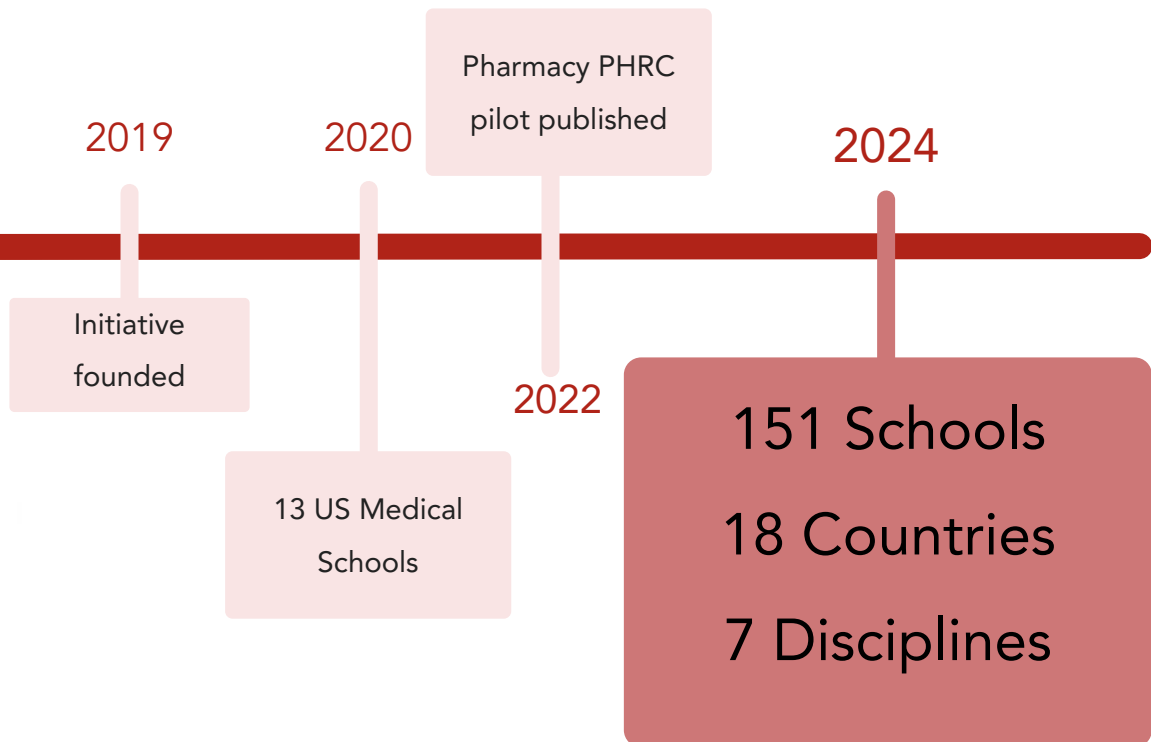 2019
Initiative
founded
2020
13 US Medical
Schools
Pharmacy PHRC
pilot published
2022
2024
151 Schools
18 Countries
7 Disciplines